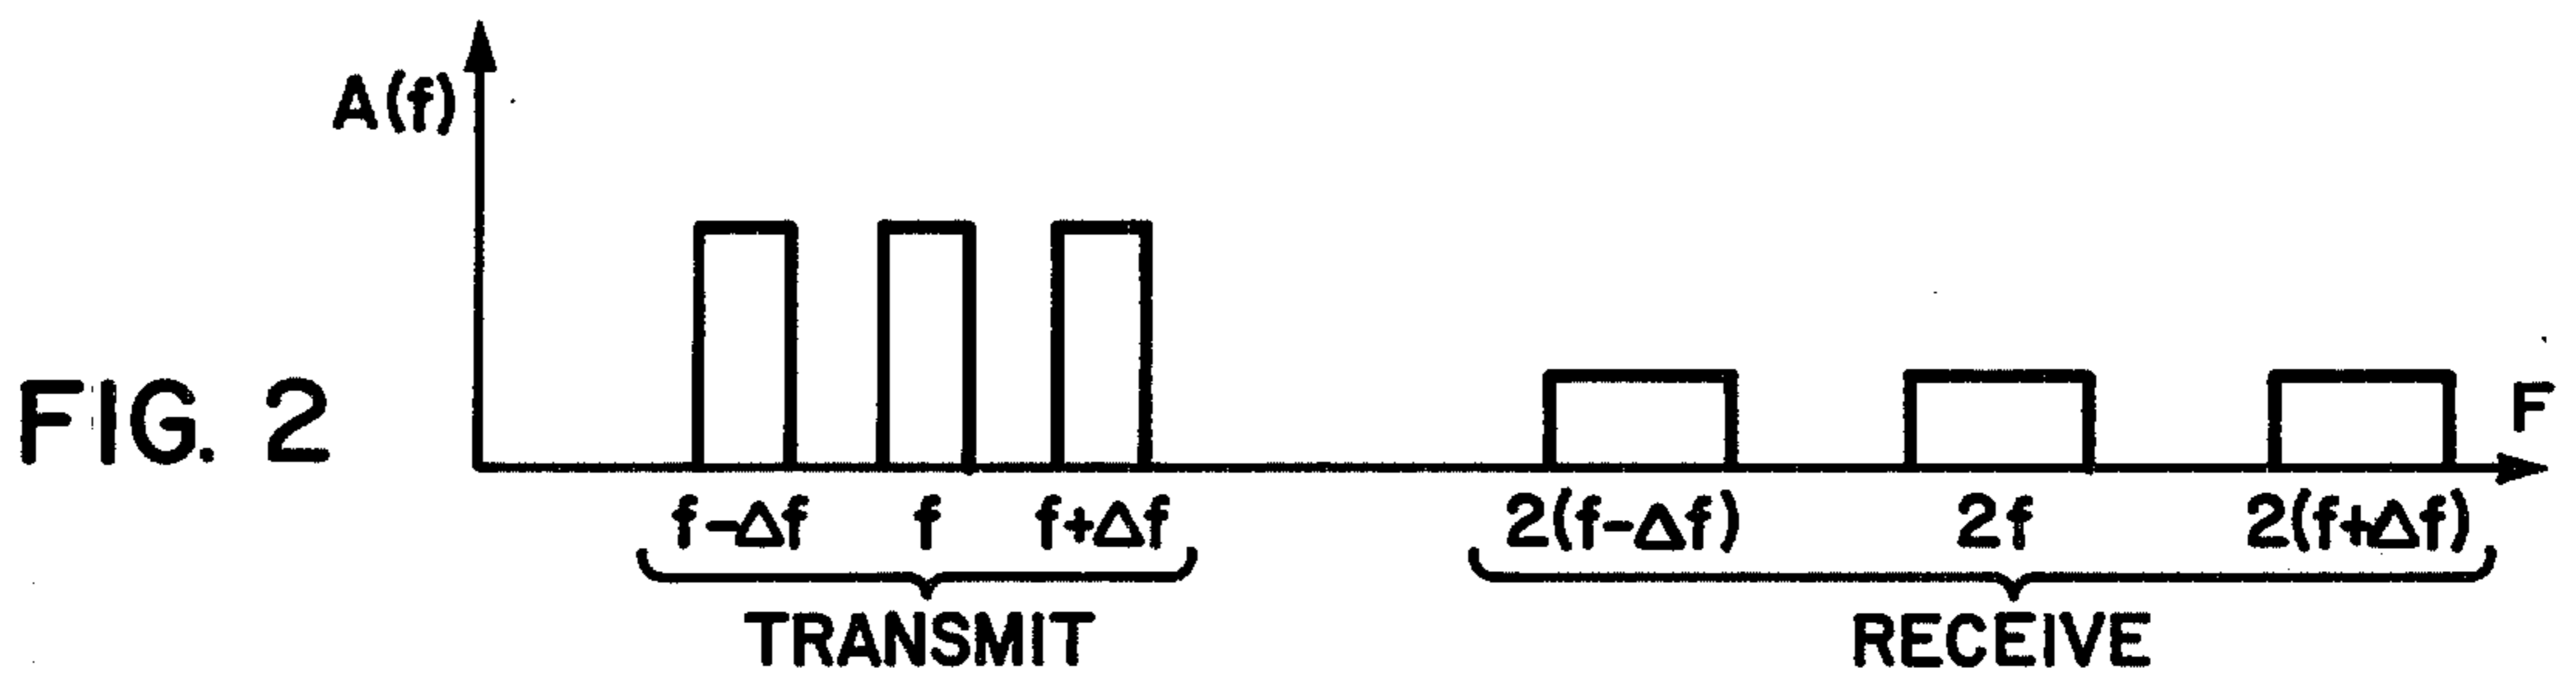 A(f)
FIG. 2
F
f-Δf f f+Δf 2(f-Δf) 2f 2(f+Δf)
TRANSMIT RECEIVE